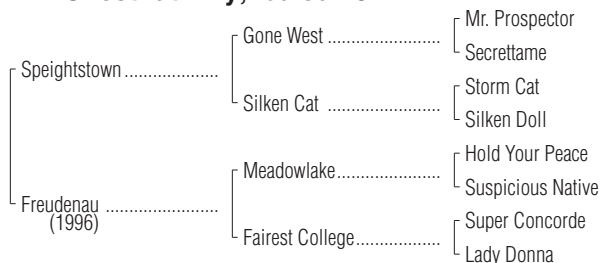 Gone West
Mr. Prospector
Secrettame
Speightstown
Silken Cat
Storm Cat
Silken Doll
Meadowlake
Hold Your Peace
Suspicious Native
Freudenau
(1996)
Fairest College
Super Concorde
Lady Donna